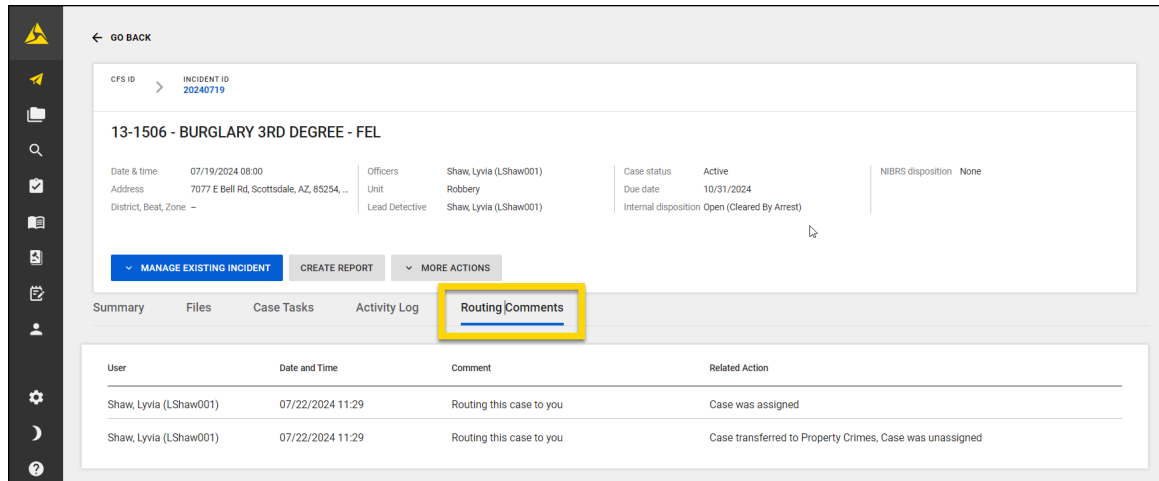 GO BACK
CFS ID
INCIDENT ID
20240719
13-1506 - BURGLARY 3RD DEGREE - FEL
Date & time 07/19/2024 08:00 Officers Shaw, Lyvia (LShaw001) Case status Active NIBRS disposition None
Address 7077 E Bell Rd, Scottsdale, AZ, 85254, ... Unit Robbery Due date 10/31/2024
District, Beat, Zone – Lead Detective Shaw, Lyvia (LShaw001) Internal disposition Open (Cleared By Arrest)
MANAGE EXISTING INCIDENT CREATE REPORT MORE ACTIONS
Summary Files Case Tasks Activity Log Routing Comments
User Date and Time Comment Related Action
Shaw, Lyvia (LShaw001) 07/22/2024 11:29 Routing this case to you Case was assigned
Shaw, Lyvia (LShaw001) 07/22/2024 11:29 Routing this case to you Case transferred to Property Crimes, Case was unassigned